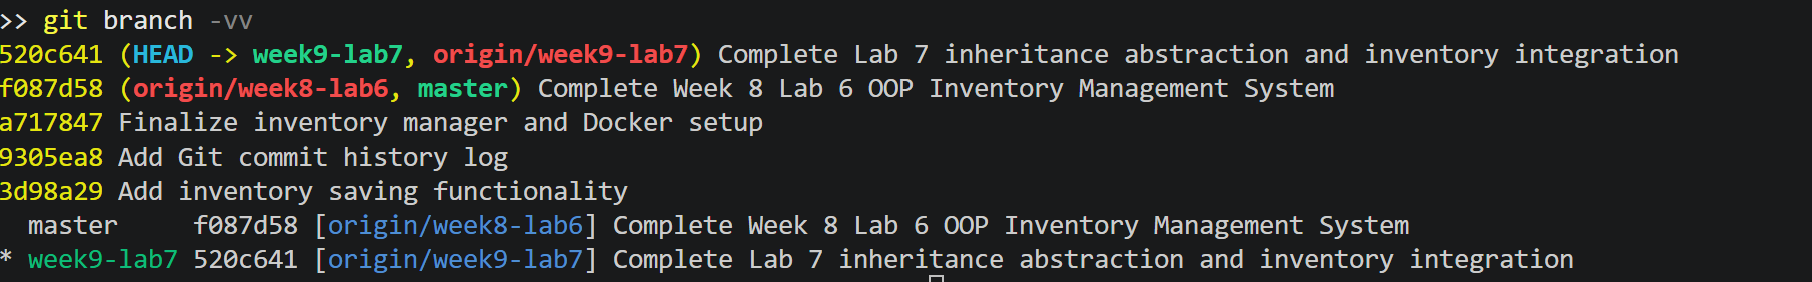 >> git branch -vv
520c641 (HEAD -> week9-lab7, origin/week9-lab7) Complete Lab 7 inheritance abstraction and inventory integration
f087d58 (origin/week8-lab6, master) Complete Week 8 Lab 6 OOP Inventory Management System
a717847 Finalize inventory manager and Docker setup
9305ea8 Add Git commit history log
3d98a29 Add inventory saving functionality
  master     f087d58 [origin/week8-lab6] Complete Week 8 Lab 6 OOP Inventory Management System
* week9-lab7 520c641 [origin/week9-lab7] Complete Lab 7 inheritance abstraction and inventory integration